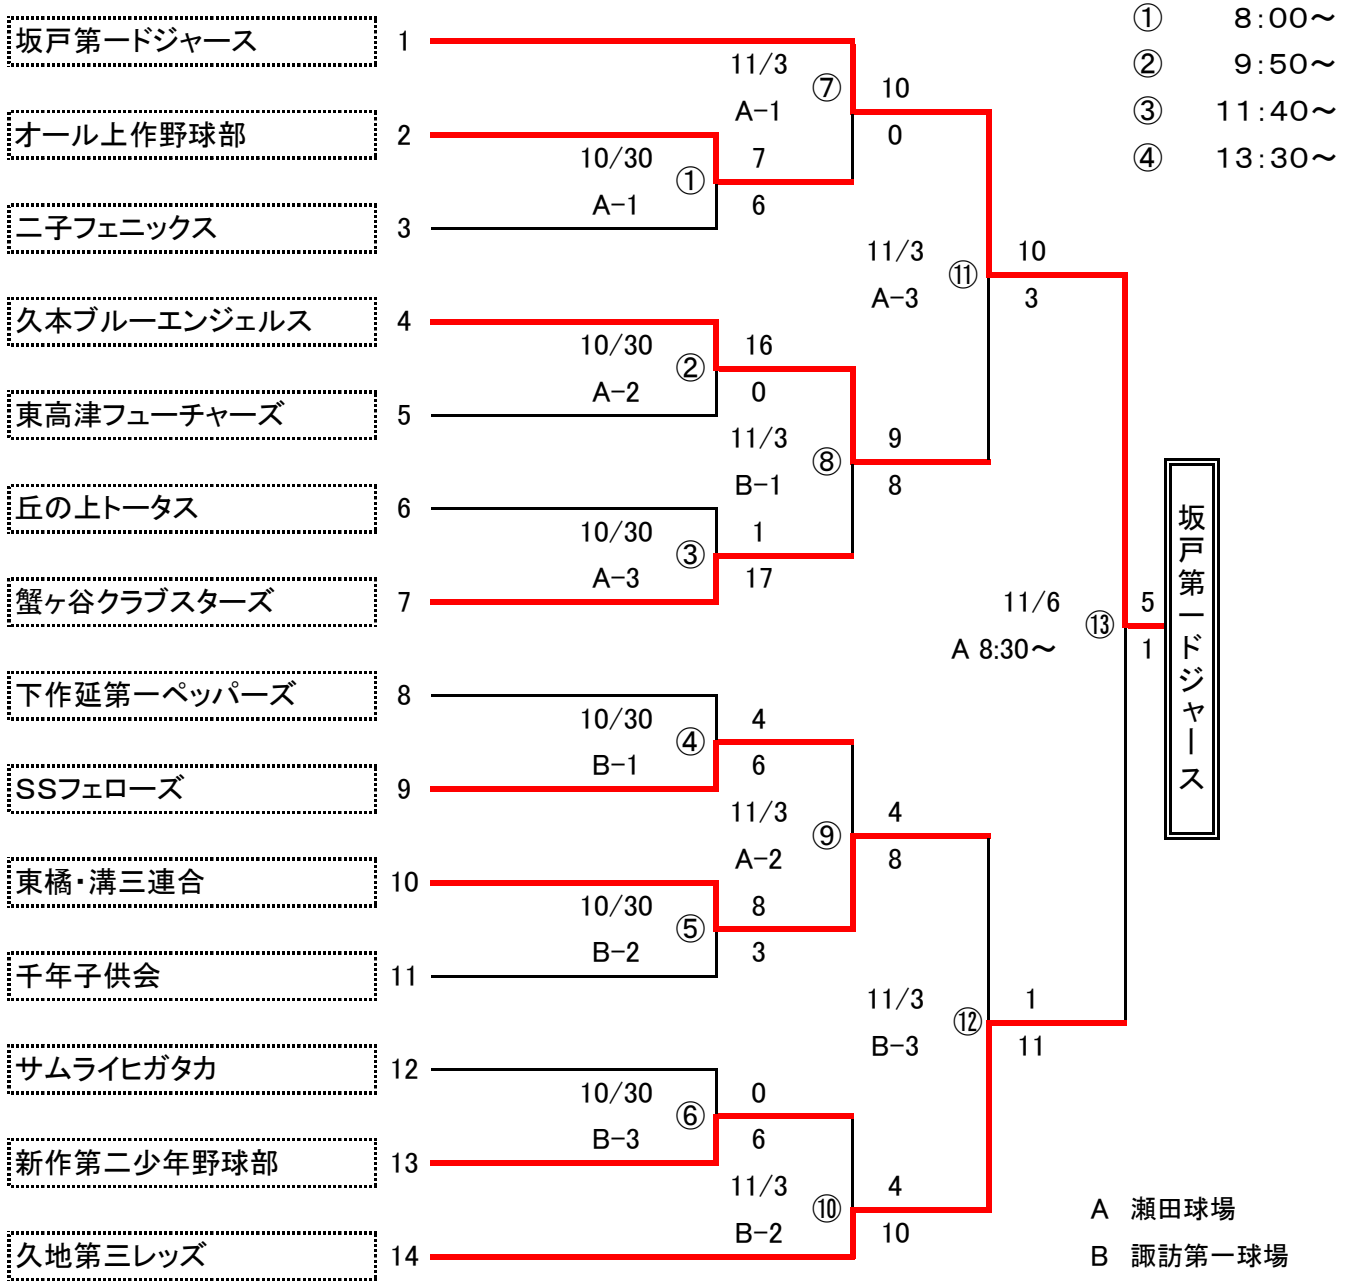 ① 8:00～
② 9:50～
③ 11:40～
④ 13:30～
坂戸第一ドジャース 1
11/3 ⑦ 10
A-1 0
オール上作野球部 2
10/30 ① 7
A-1 6
二子フェニックス 3
11/3 ⑪ 10
A-3 3
久本ブルーエンジェルス 4
10/30 ② 16
A-2 0
東高津フューチャーズ 5
11/3 ⑧ 9
B-1 8
丘の上トータス 6
10/30 ③ 1
A-3 17
蟹ヶ谷クラブスターズ 7
11/6 ⑬ 5
A 8:30～ 1
坂戸第一ドジャース
下作延第一ペッパーズ 8
10/30 ④ 4
B-1 6
SSフェローズ 9
11/3 ⑨ 4
A-2 8
東橘・溝三連合 10
10/30 ⑤ 8
B-2 3
千年子供会 11
11/3 ⑫ 1
B-3 11
サムライヒガタカ 12
10/30 ⑥ 0
B-3 6
新作第二少年野球部 13
11/3 ⑩ 4
B-2 10
久地第三レッズ 14
A 瀬田球場
B 諏訪第一球場